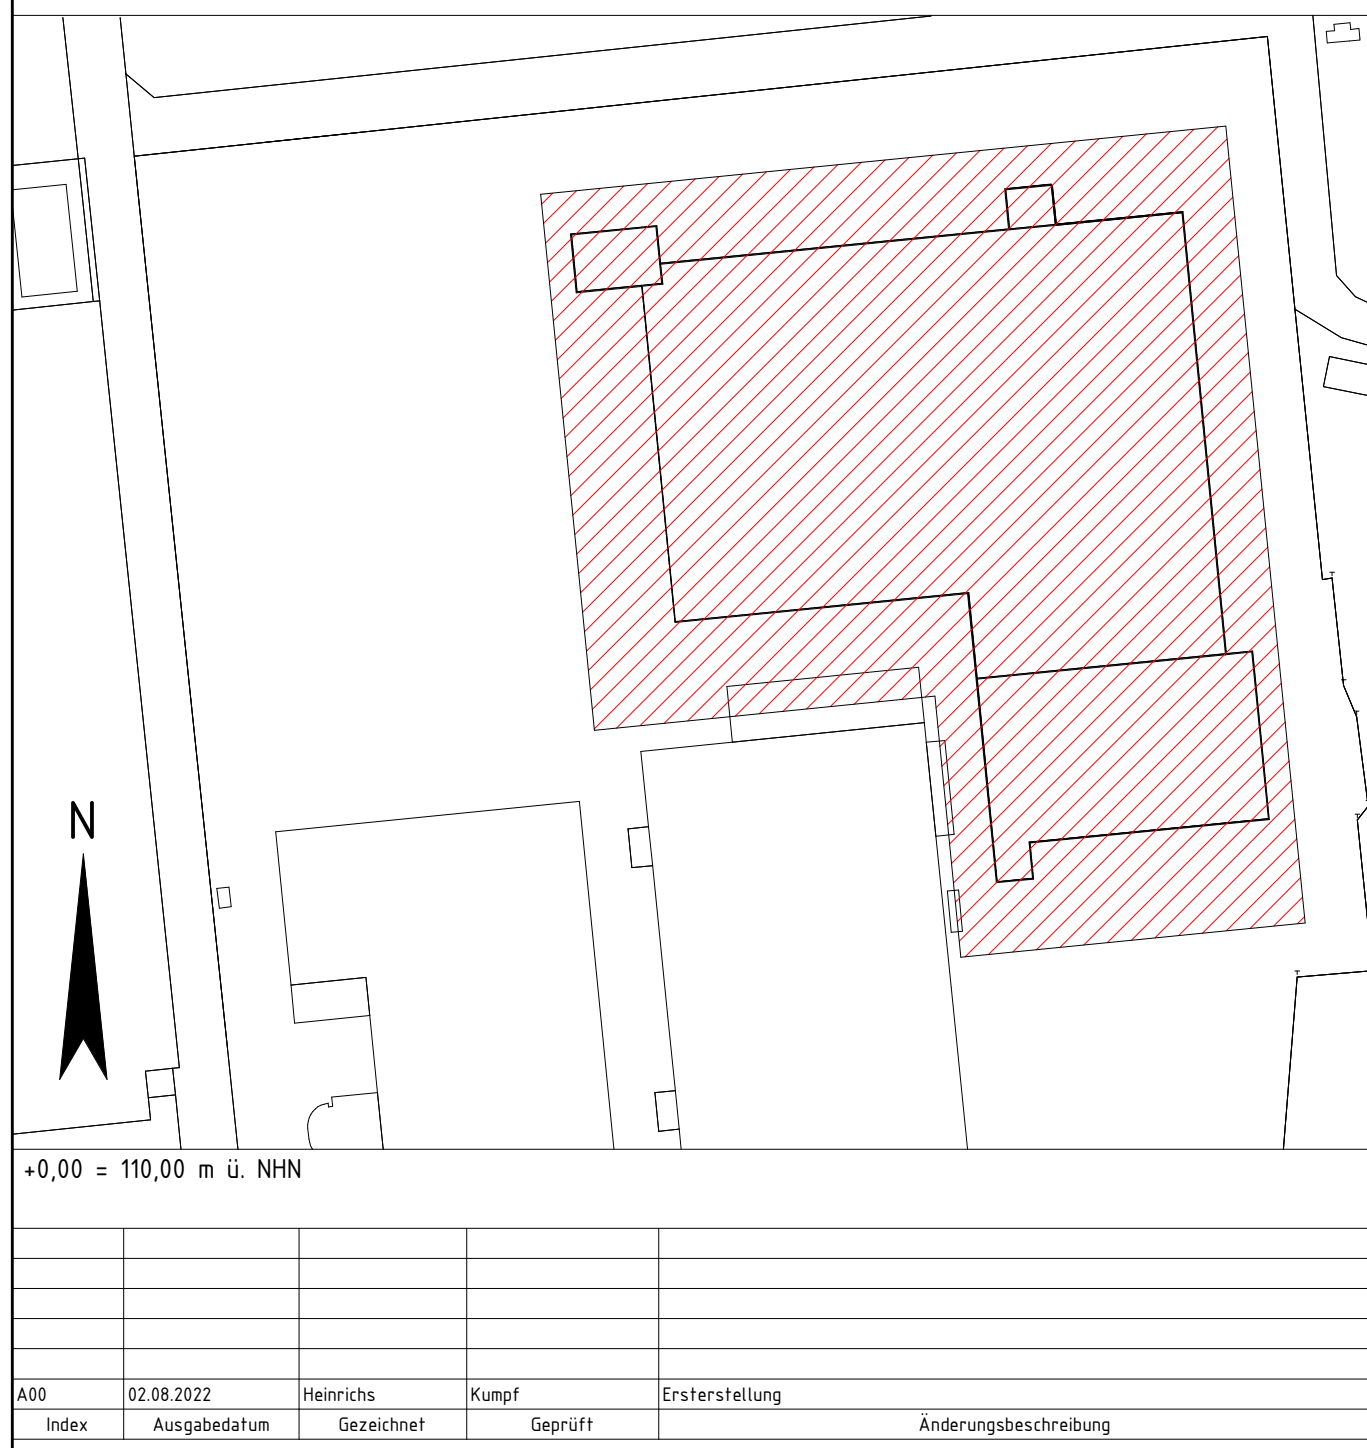 N
+0,00 = 110,00 m ü. NHN
A00 02.08.2022 Heinrichs Kumpf Ersterstellung
Index Ausgabedatum Gezeichnet Geprüft Änderungsbeschreibung